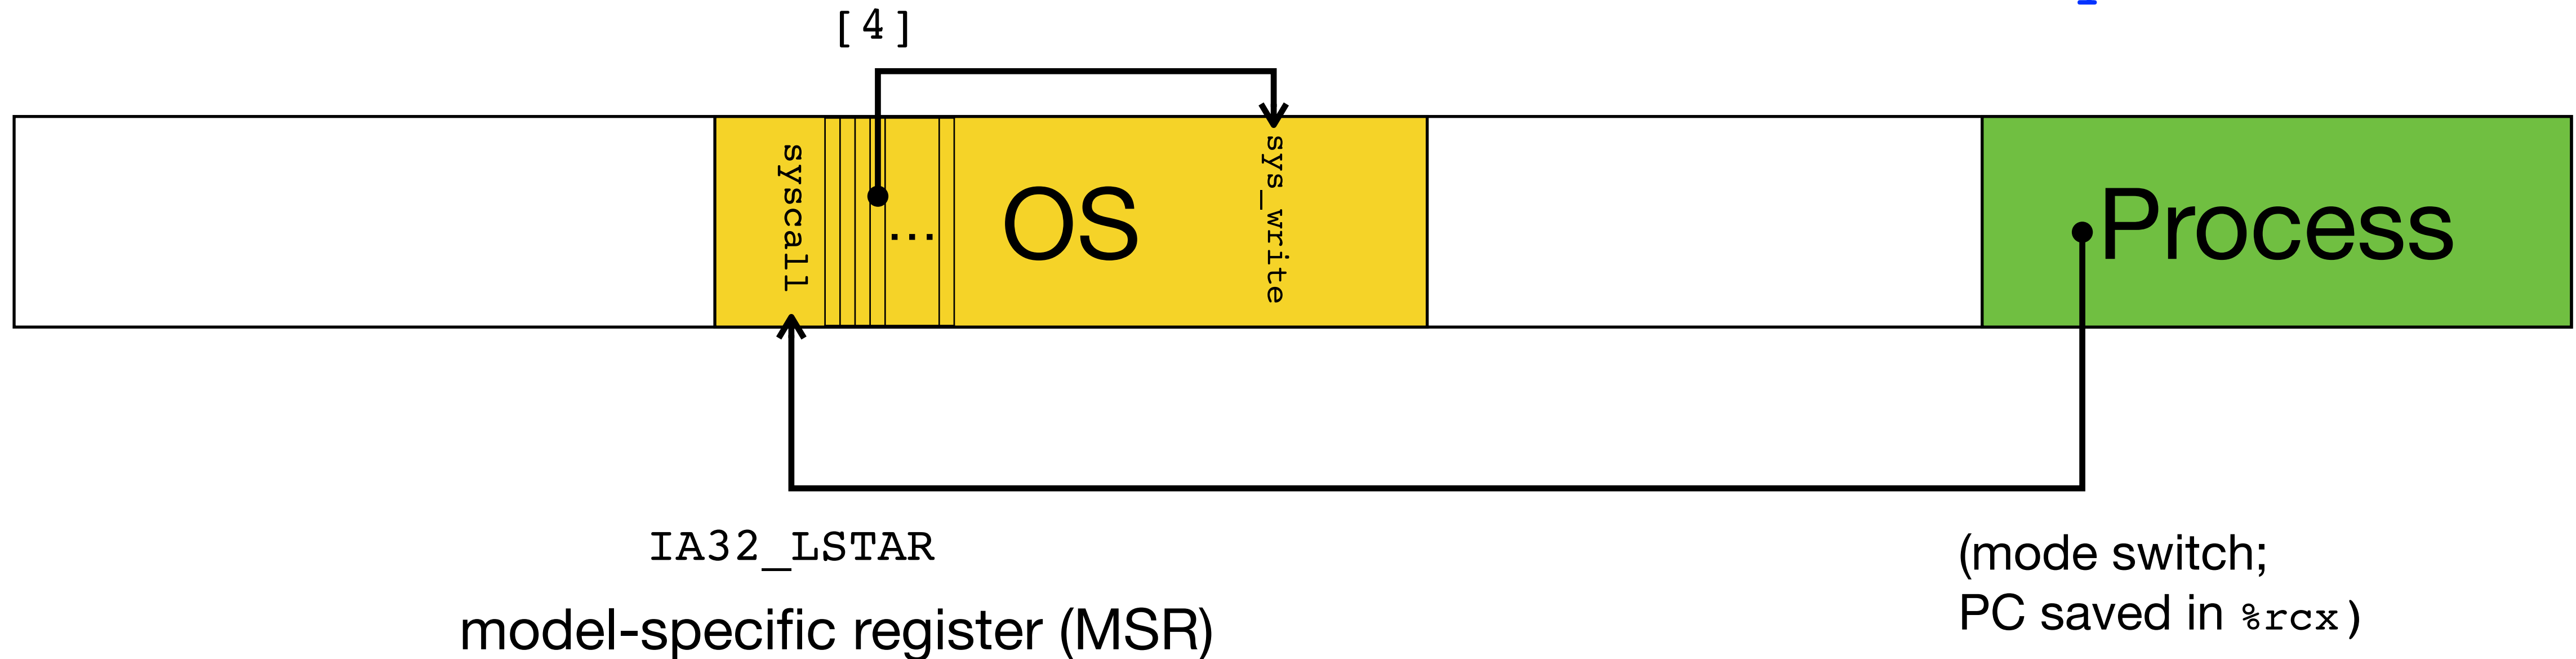 [4]
syscall
...
OS
sys_write
Process
IA32_LSTAR
model-specific register (MSR)
(mode switch;
PC saved in %rcx)